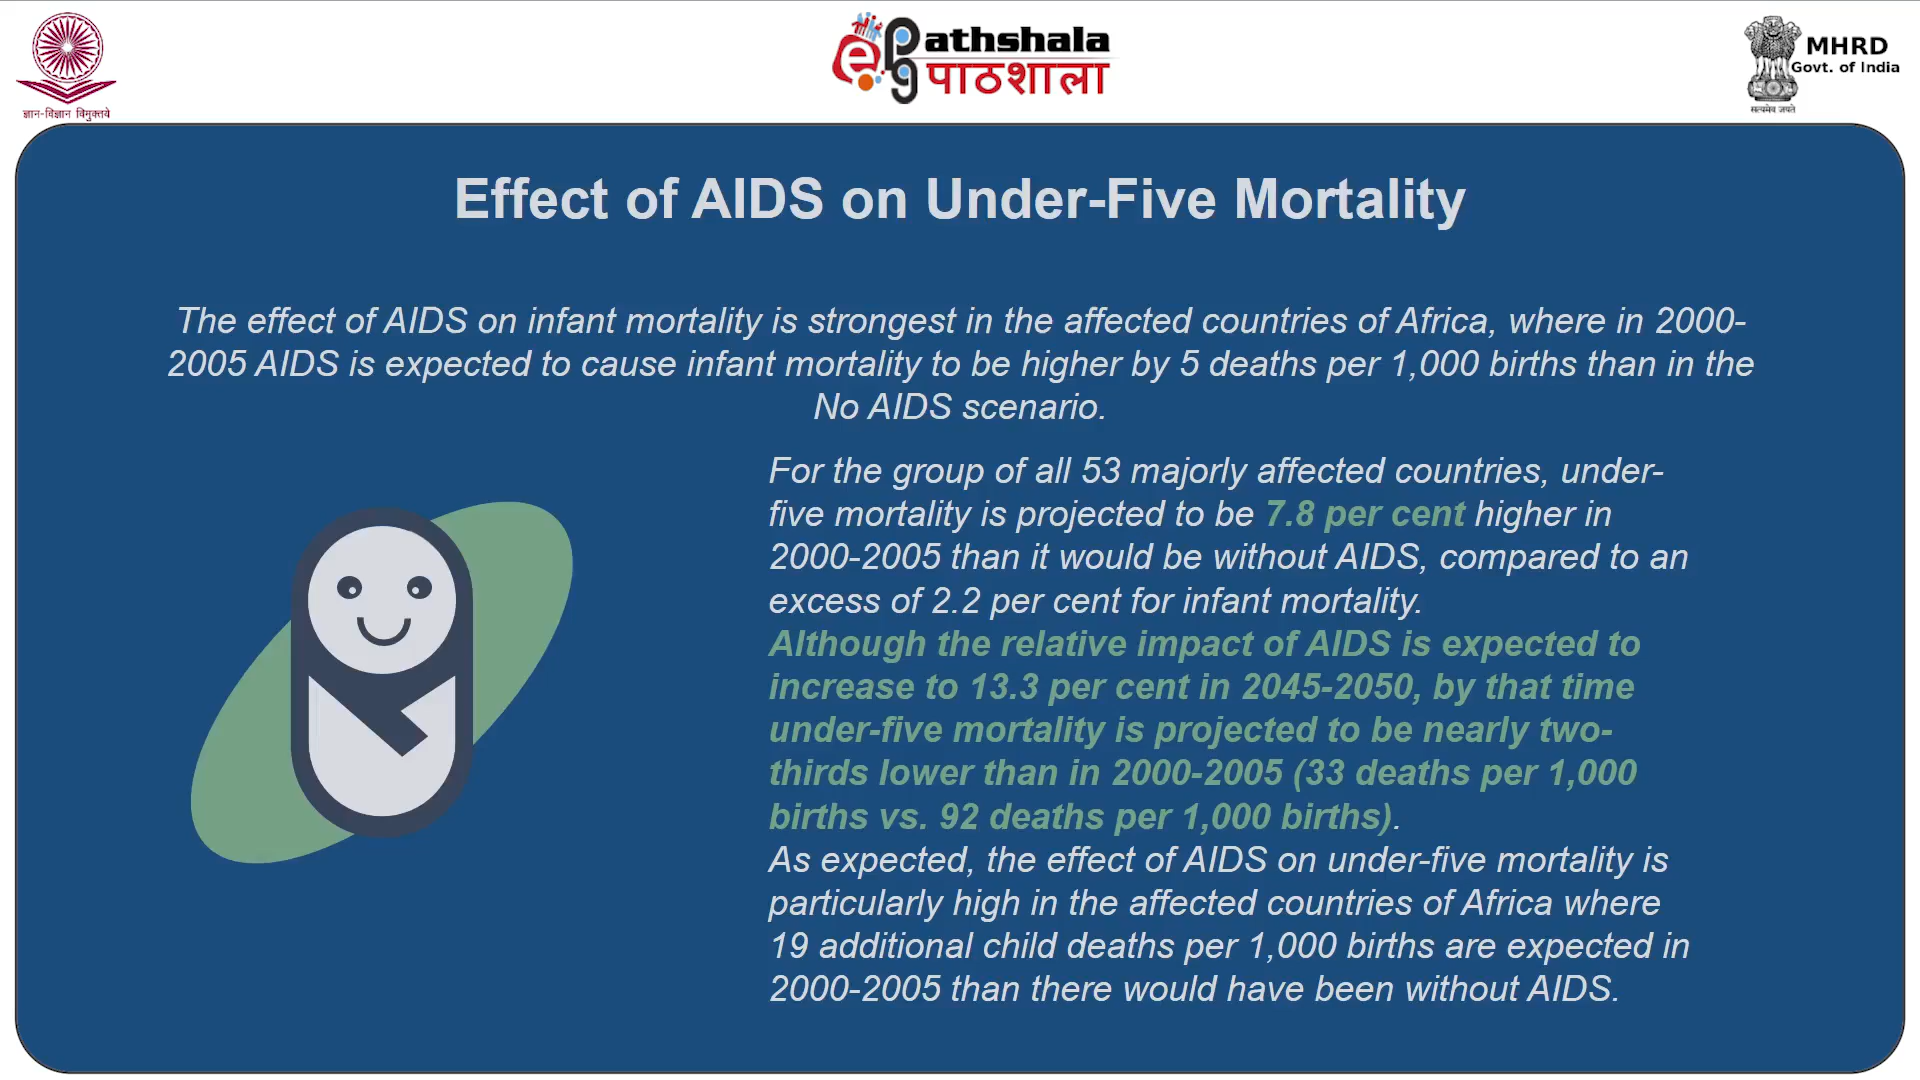 ज्ञान-विज्ञान विमुक्तये
ePG Pathshala
पाठशाला
MHRD
Govt. of India
सत्यमेव जयते
Effect of AIDS on Under-Five Mortality
The effect of AIDS on infant mortality is strongest in the affected countries of Africa, where in 2000-
2005 AIDS is expected to cause infant mortality to be higher by 5 deaths per 1,000 births than in the
No AIDS scenario.
For the group of all 53 majorly affected countries, under-
five mortality is projected to be 7.8 per cent higher in
2000-2005 than it would be without AIDS, compared to an
excess of 2.2 per cent for infant mortality.
Although the relative impact of AIDS is expected to
increase to 13.3 per cent in 2045-2050, by that time
under-five mortality is projected to be nearly two-
thirds lower than in 2000-2005 (33 deaths per 1,000
births vs. 92 deaths per 1,000 births).
As expected, the effect of AIDS on under-five mortality is
particularly high in the affected countries of Africa where
19 additional child deaths per 1,000 births are expected in
2000-2005 than there would have been without AIDS.